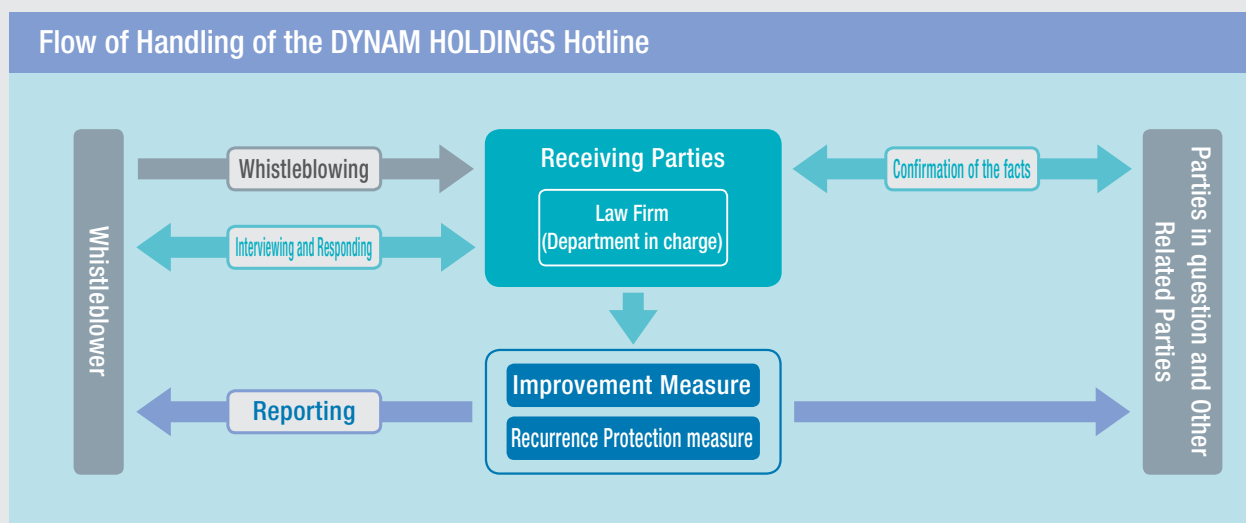 Flow of Handling of the DYNAM HOLDINGS Hotline
Whistleblower
Whistleblowing
Interviewing and Responding
Receiving Parties
Law Firm
(Department in charge)
Confirmation of the facts
Parties in question and Other
Related Parties
Improvement Measure
Recurrence Protection measure
Reporting